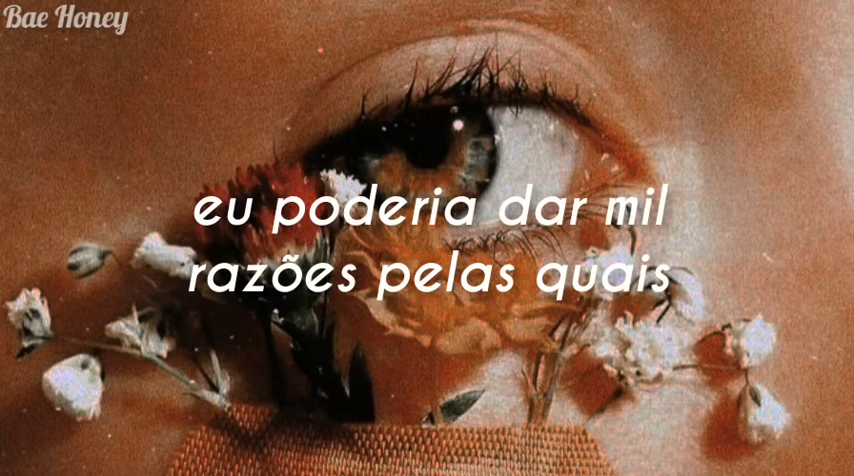 Bae Honey
eu poderia dar mil
razões pelas quais